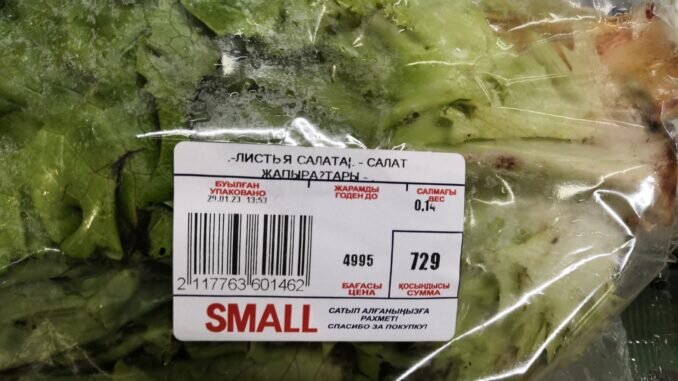 .-ЛИСТЬЯ САЛАТА¦. - САЛАТ
ЖАПЫРА?ТАРЫ -.
БУЫЛҒАН
УПАКОВАНО
29.01.23 13:53
ЖАРАМДЫ
ГОДЕН ДО
САЛМАҒЫ
ВЕС
0,14
4995
БАҒАСЫ
ЦЕНА
729
ҚОСЫНДЫСЫ
СУММА
2 117763 601462
SMALL
САТЫП АЛҒАНЫҢЫЗҒА
РАХМЕТ!
СПАСИБО ЗА ПОКУПКУ!